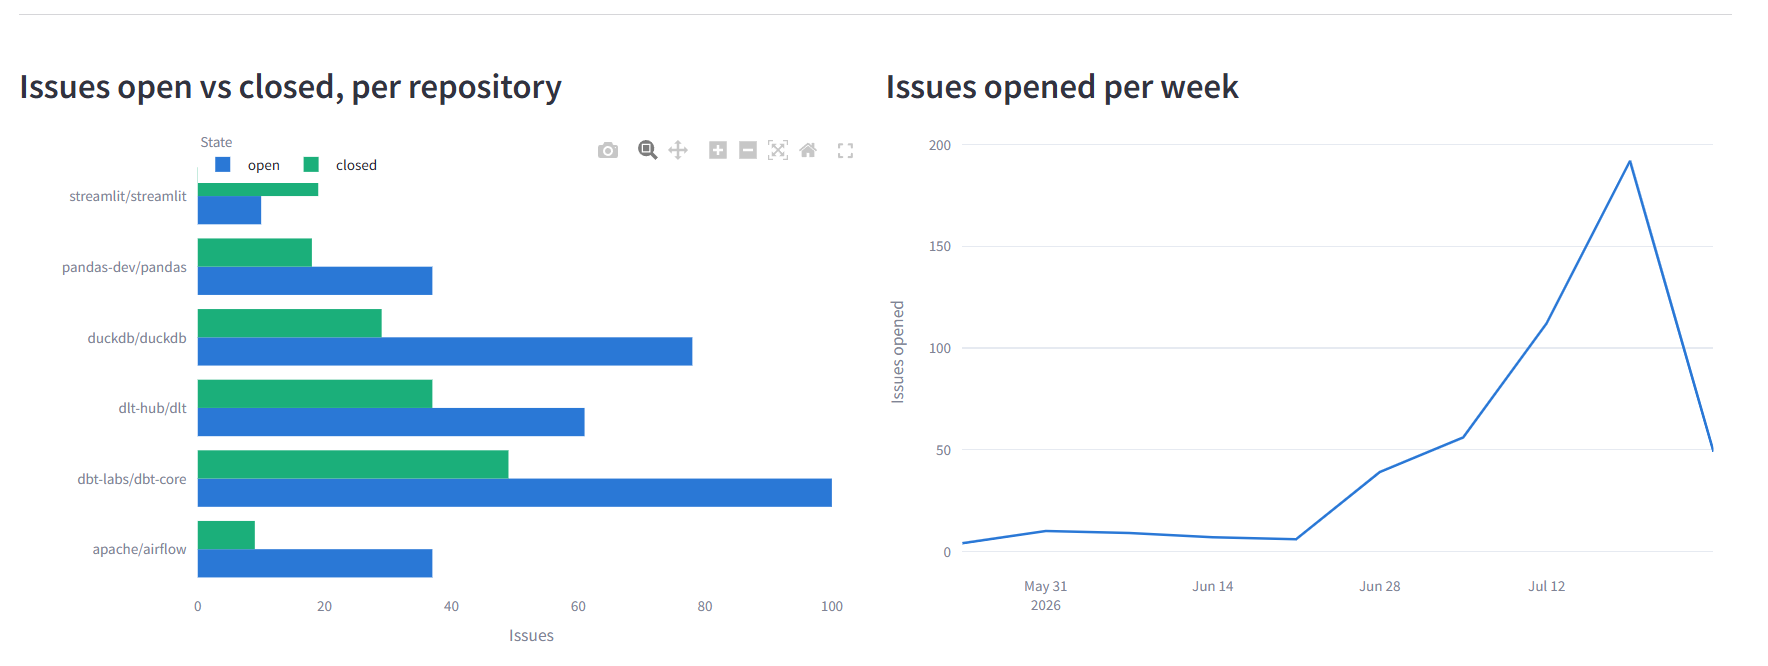 Issues open vs closed, per repository
State
open closed
streamlit/streamlit
pandas-dev/pandas
duckdb/duckdb
dlt-hub/dlt
dbt-labs/dbt-core
apache/airflow
0 20 40 60 80 100
Issues
Issues opened per week
200
150
100
50
0
Issues opened
May 31 Jun 14 Jun 28 Jul 12
2026